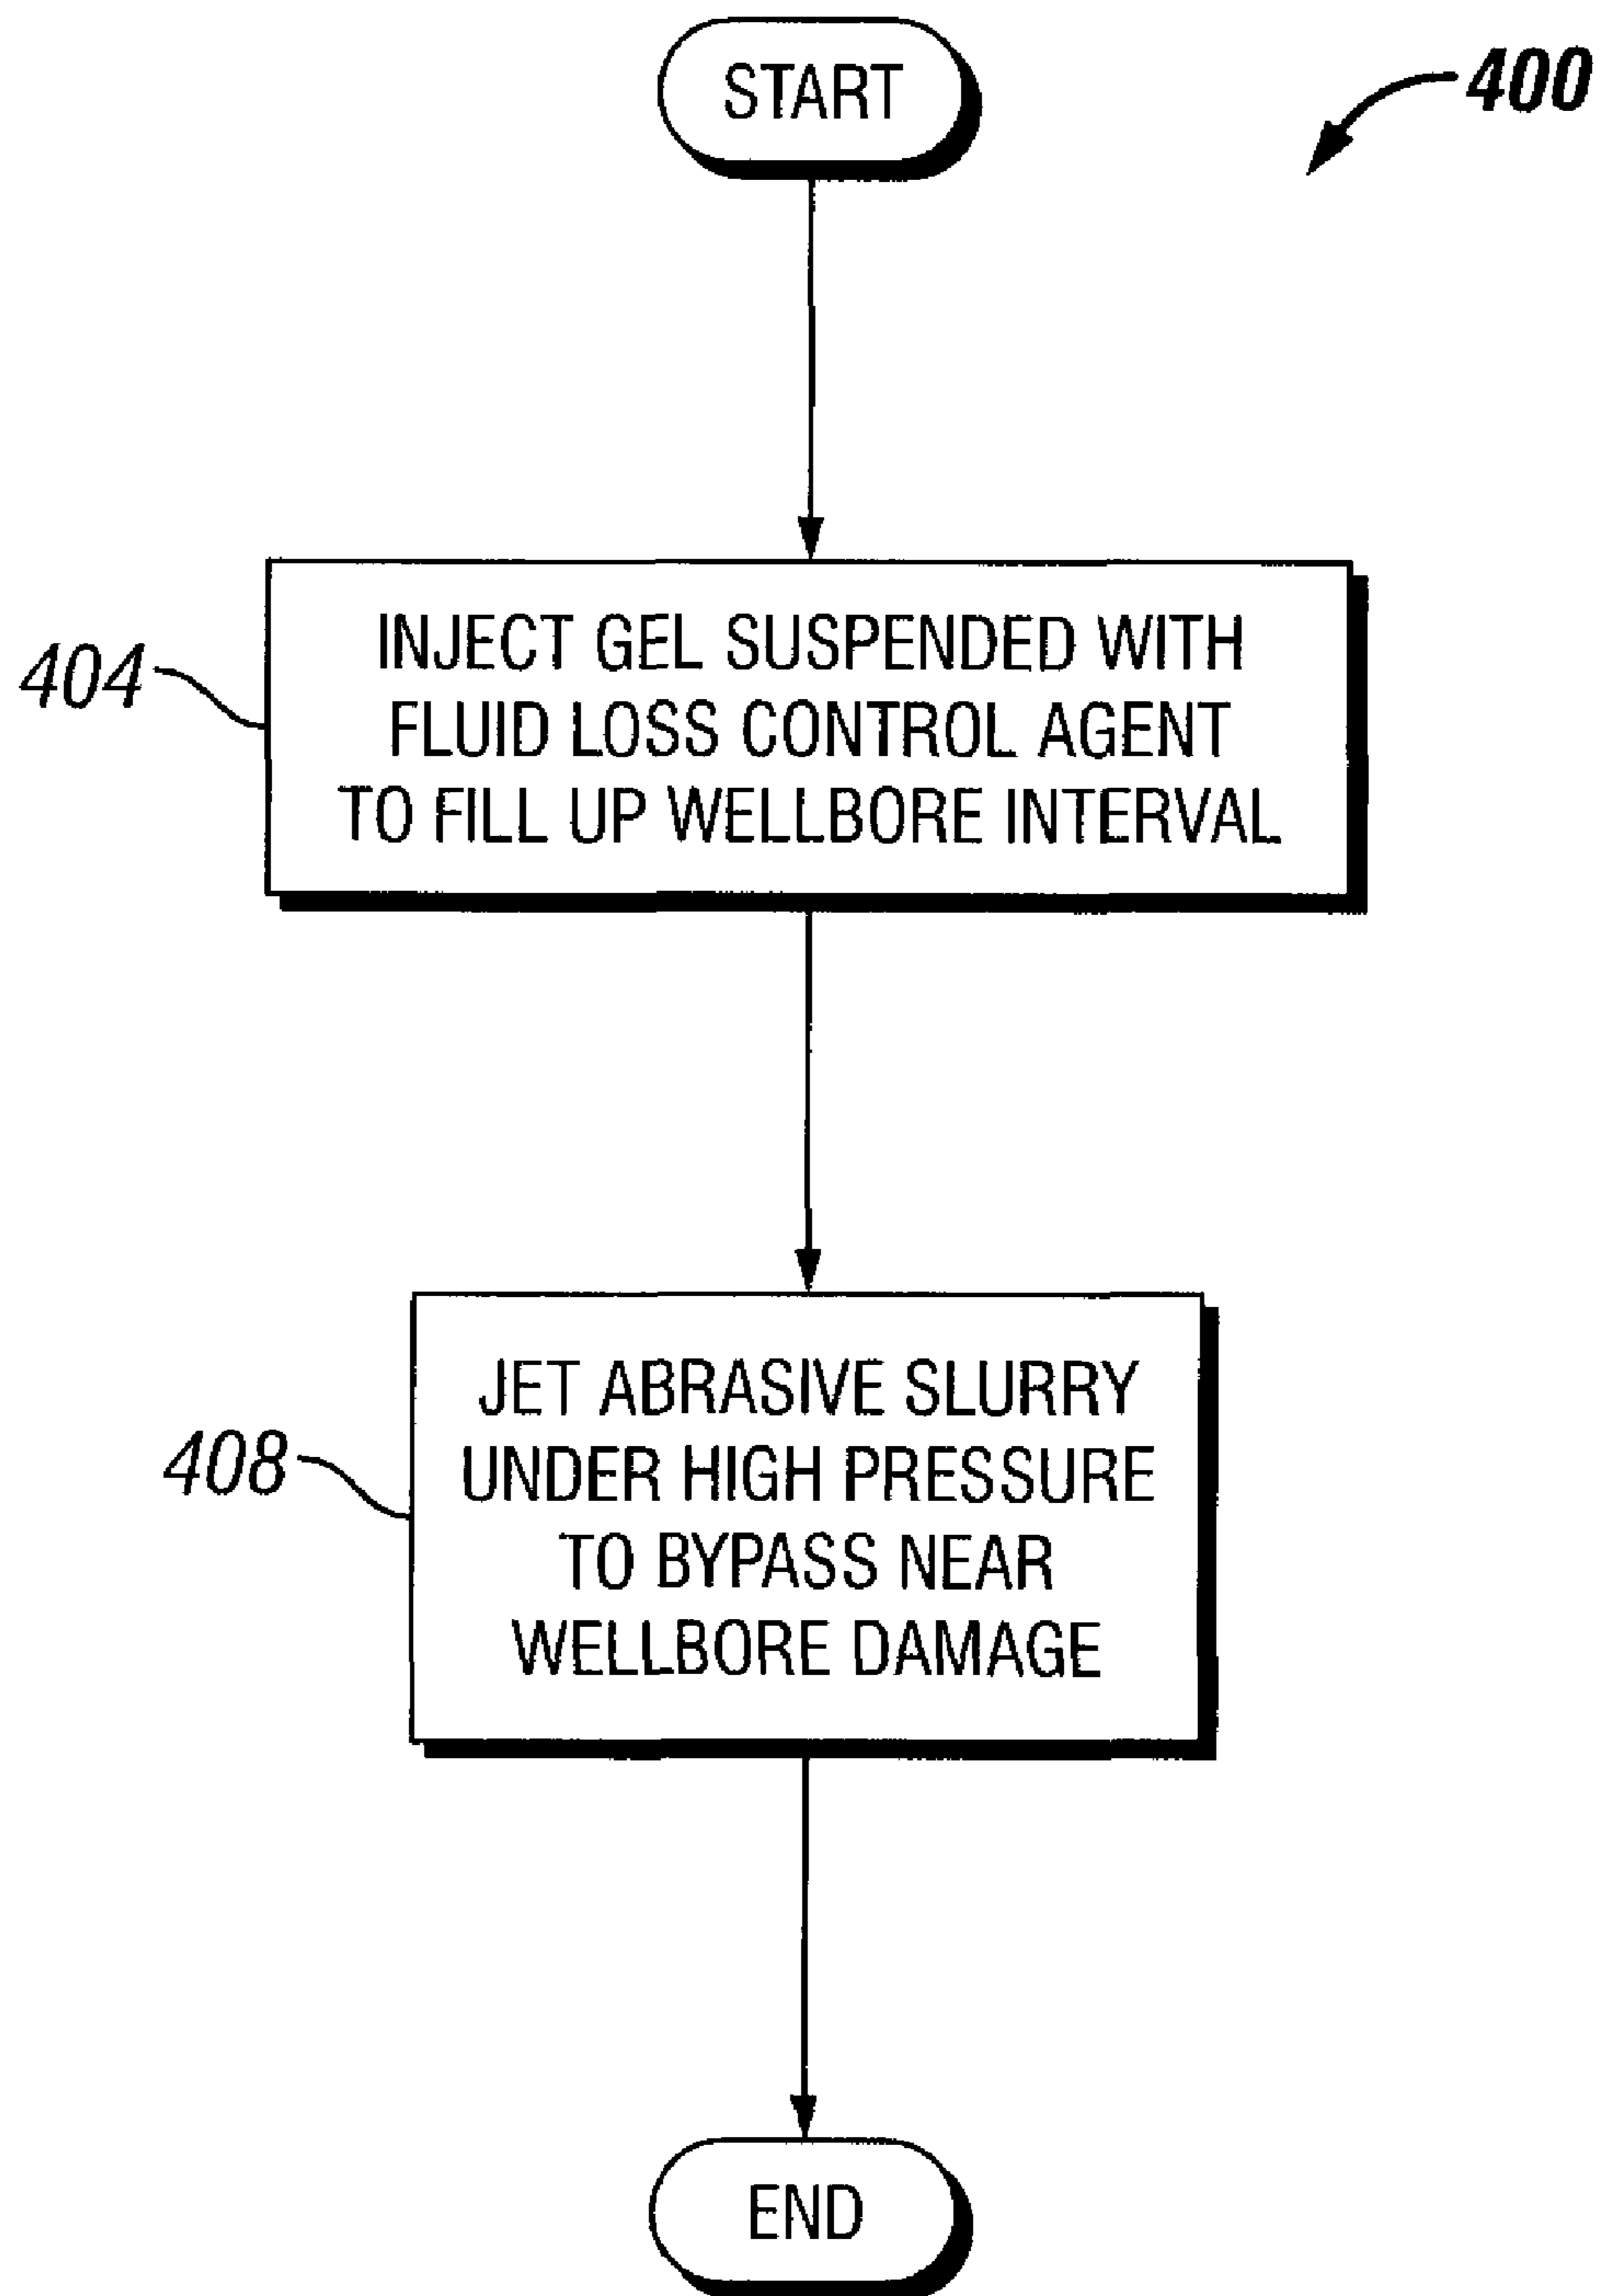 START
400
404
INJECT GEL SUSPENDED WITH
FLUID LOSS CONTROL AGENT
TO FILL UP WELLBORE INTERVAL
408
JET ABRASIVE SLURRY
UNDER HIGH PRESSURE
TO BYPASS NEAR
WELLBORE DAMAGE
END